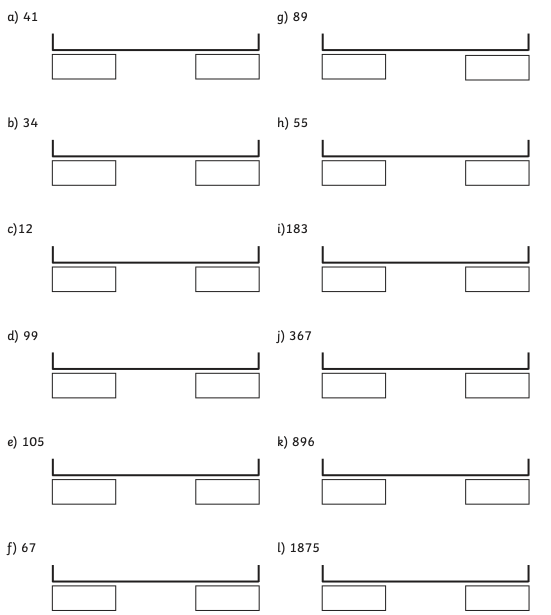 a) 41
b) 34
c)12
d) 99
e) 105
f) 67
g) 89
h) 55
i)183
j) 367
k) 896
l) 1875